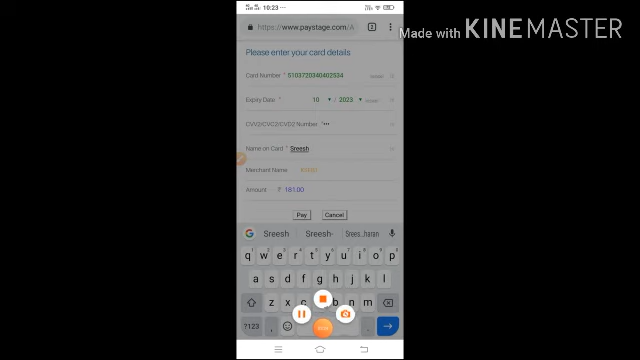 10:23
https://www.paystage.com/A
Made with KINEMASTER
Please enter your card details
Card Number * 5103720340402534
Expiry Date * 10 / 2023
CVV2/CVC2/CVD2 Number *
Name on Card * Sreesh
Merchant Name
Amount ₹ 181.00
Pay Cancel
Sreesh Sreesh- Srees...haran
q w e r t y u i o p
a s d f g h j k l
z x c b n m
?123 , .